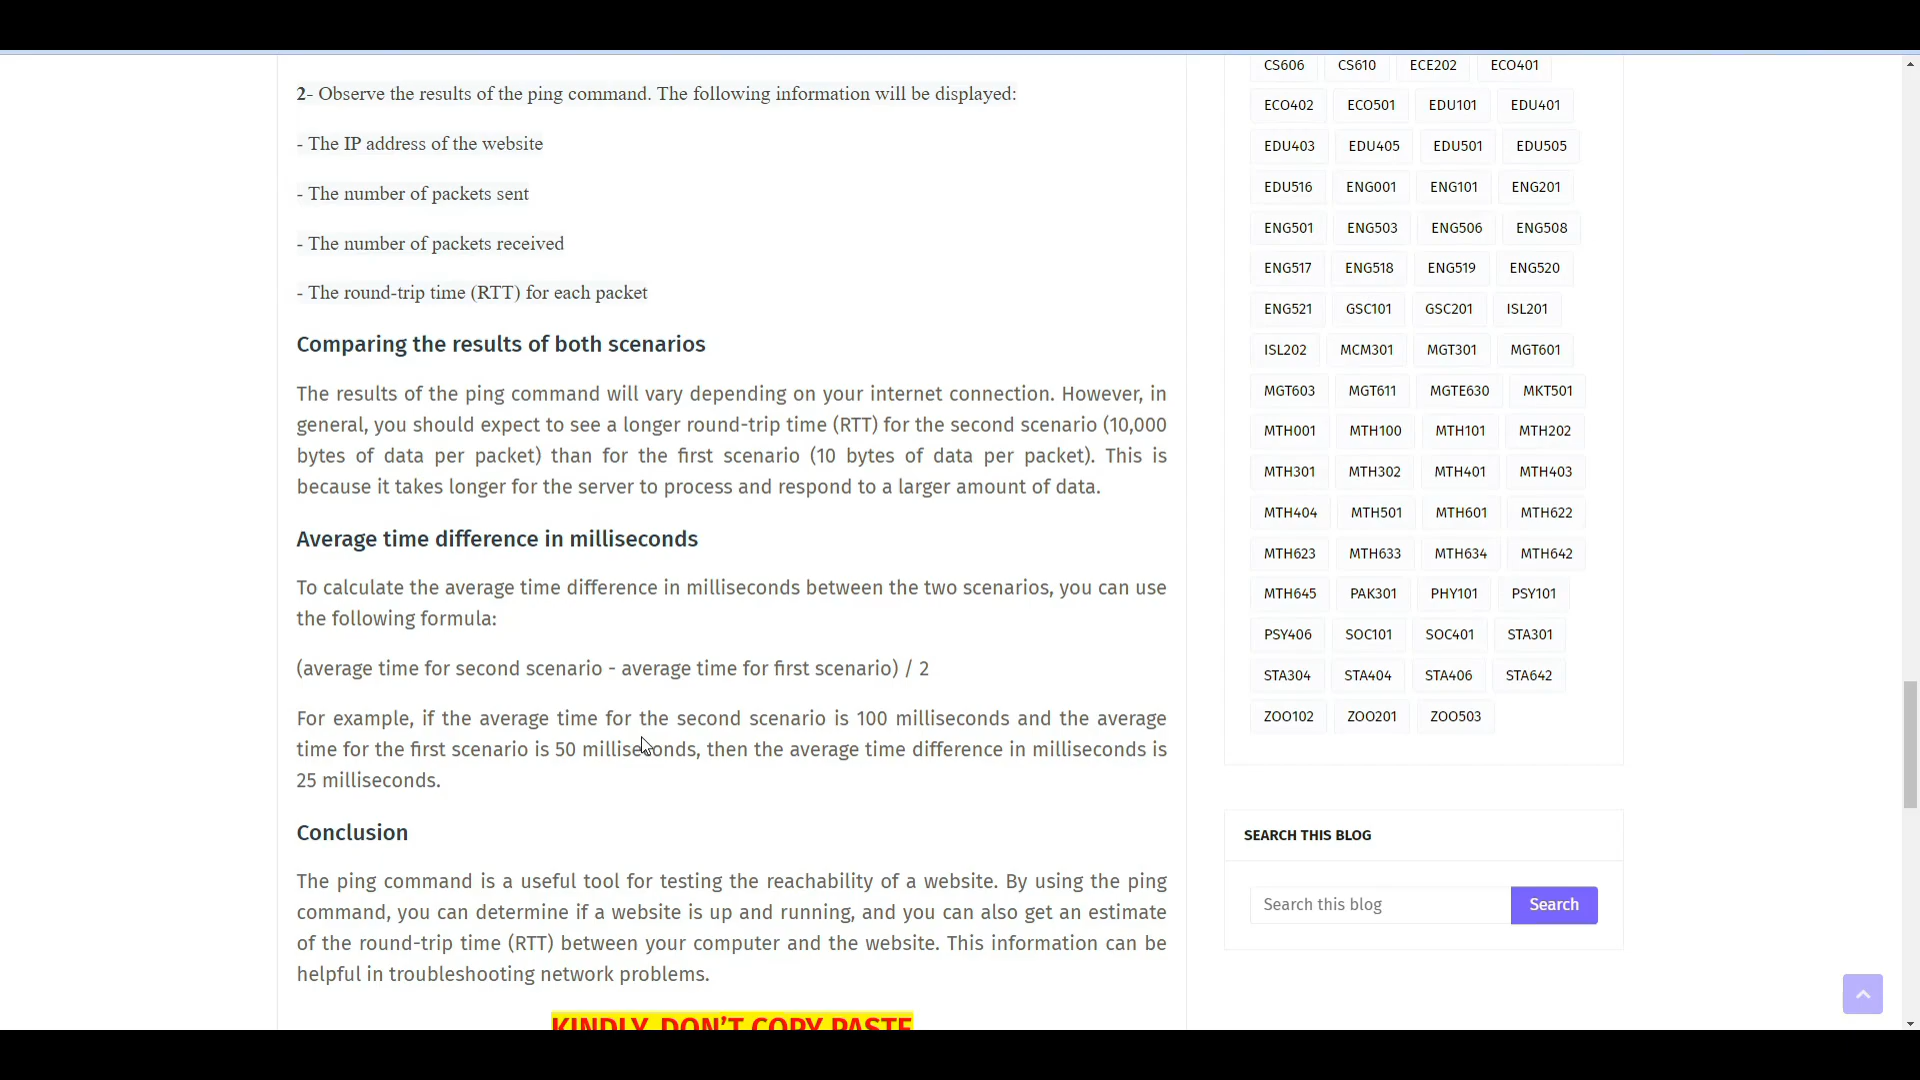 2- Observe the results of the ping command. The following information will be displayed:
- The IP address of the website
- The number of packets sent
- The number of packets received
- The round-trip time (RTT) for each packet
Comparing the results of both scenarios
The results of the ping command will vary depending on your internet connection. However, in
general, you should expect to see a longer round-trip time (RTT) for the second scenario (10,000
bytes of data per packet) than for the first scenario (10 bytes of data per packet). This is
because it takes longer for the server to process and respond to a larger amount of data.
Average time difference in milliseconds
To calculate the average time difference in milliseconds between the two scenarios, you can use
the following formula:
(average time for second scenario - average time for first scenario) / 2
For example, if the average time for the second scenario is 100 milliseconds and the average
time for the first scenario is 50 milliseconds, then the average time difference in milliseconds is
25 milliseconds.
Conclusion
The ping command is a useful tool for testing the reachability of a website. By using the ping
command, you can determine if a website is up and running, and you can also get an estimate
of the round-trip time (RTT) between your computer and the website. This information can be
helpful in troubleshooting network problems.
KINDLY, DON'T COPY PASTE
CS606 CS610 ECE202 ECO401
ECO402 ECO501 EDU101 EDU401
EDU403 EDU405 EDU501 EDU505
EDU516 ENG001 ENG101 ENG201
ENG501 ENG503 ENG506 ENG508
ENG517 ENG518 ENG519 ENG520
ENG521 GSC101 GSC201 ISL201
ISL202 MCM301 MGT301 MGT601
MGT603 MGT611 MGTE630 MKT501
MTH001 MTH100 MTH101 MTH202
MTH301 MTH302 MTH401 MTH403
MTH404 MTH501 MTH601 MTH622
MTH623 MTH633 MTH634 MTH642
MTH645 PAK301 PHY101 PSY101
PSY406 SOC101 SOC401 STA301
STA304 STA404 STA406 STA642
ZOO102 ZOO201 ZOO503
SEARCH THIS BLOG
Search this blog Search